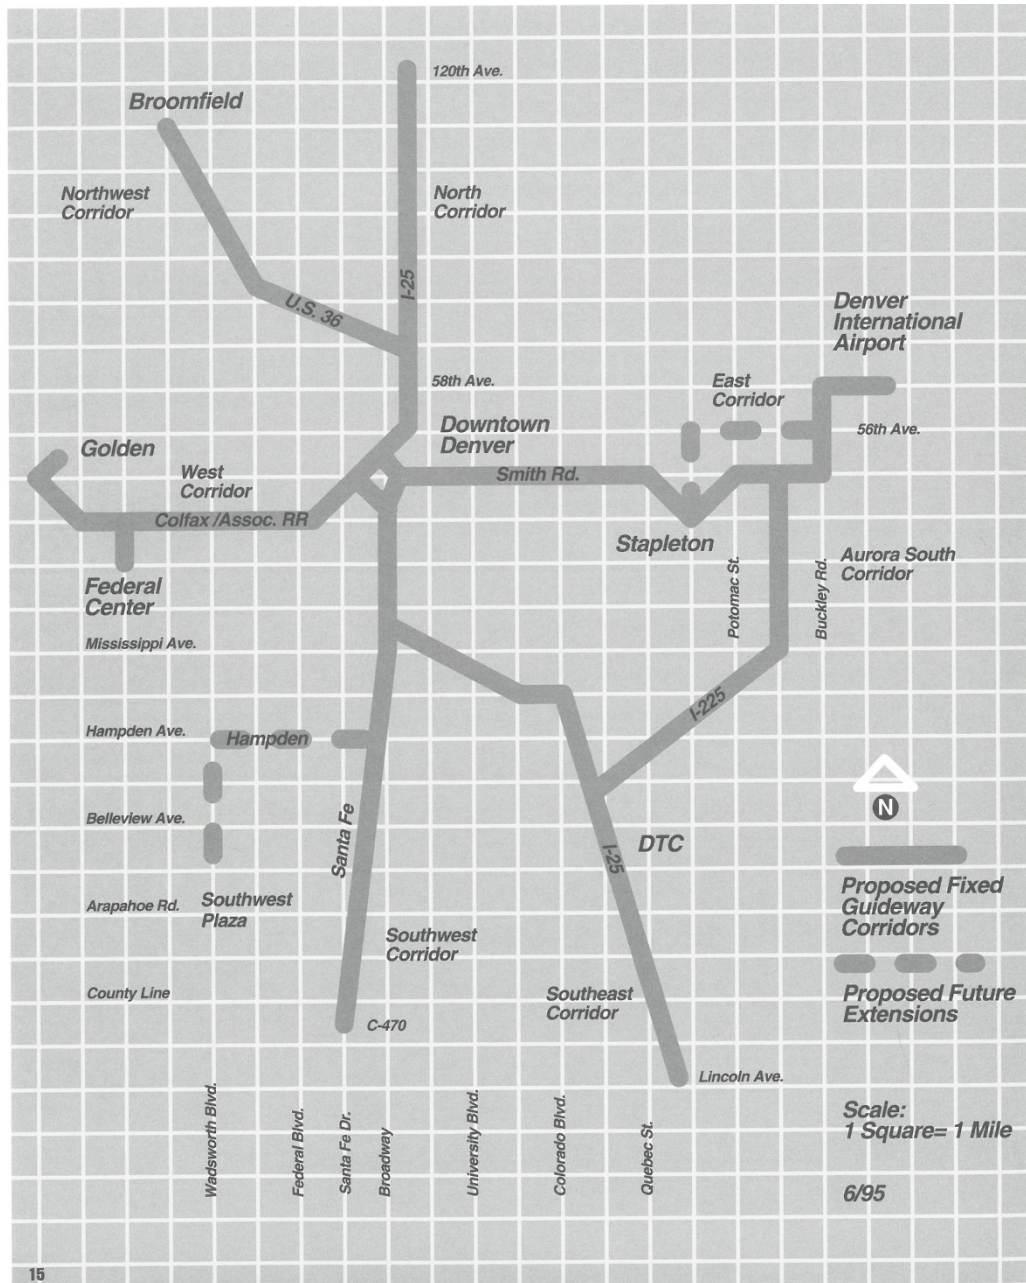 120th Ave.
Broomfield
Northwest
Corridor
North
Corridor
I-25
U.S. 36
Denver
International
Airport
58th Ave.
East
Corridor
56th Ave.
Downtown
Denver
Golden
West
Corridor
Smith Rd.
Colfax /Assoc. RR
Stapleton
Potomac St.
Buckley Rd.
Aurora South
Corridor
Federal
Center
Mississippi Ave.
I-225
Hampden Ave.
Hampden
N
Belleview Ave.
Santa Fe
I-25
DTC
Proposed Fixed
Guideway
Corridors
Arapahoe Rd.
Southwest
Plaza
Southwest
Corridor
County Line
Southeast
Corridor
Proposed Future
Extensions
C-470
Lincoln Ave.
Wadsworth Blvd.
Federal Blvd.
Santa Fe Dr.
Broadway
University Blvd.
Colorado Blvd.
Quebec St.
Scale:
1 Square= 1 Mile
6/95
15